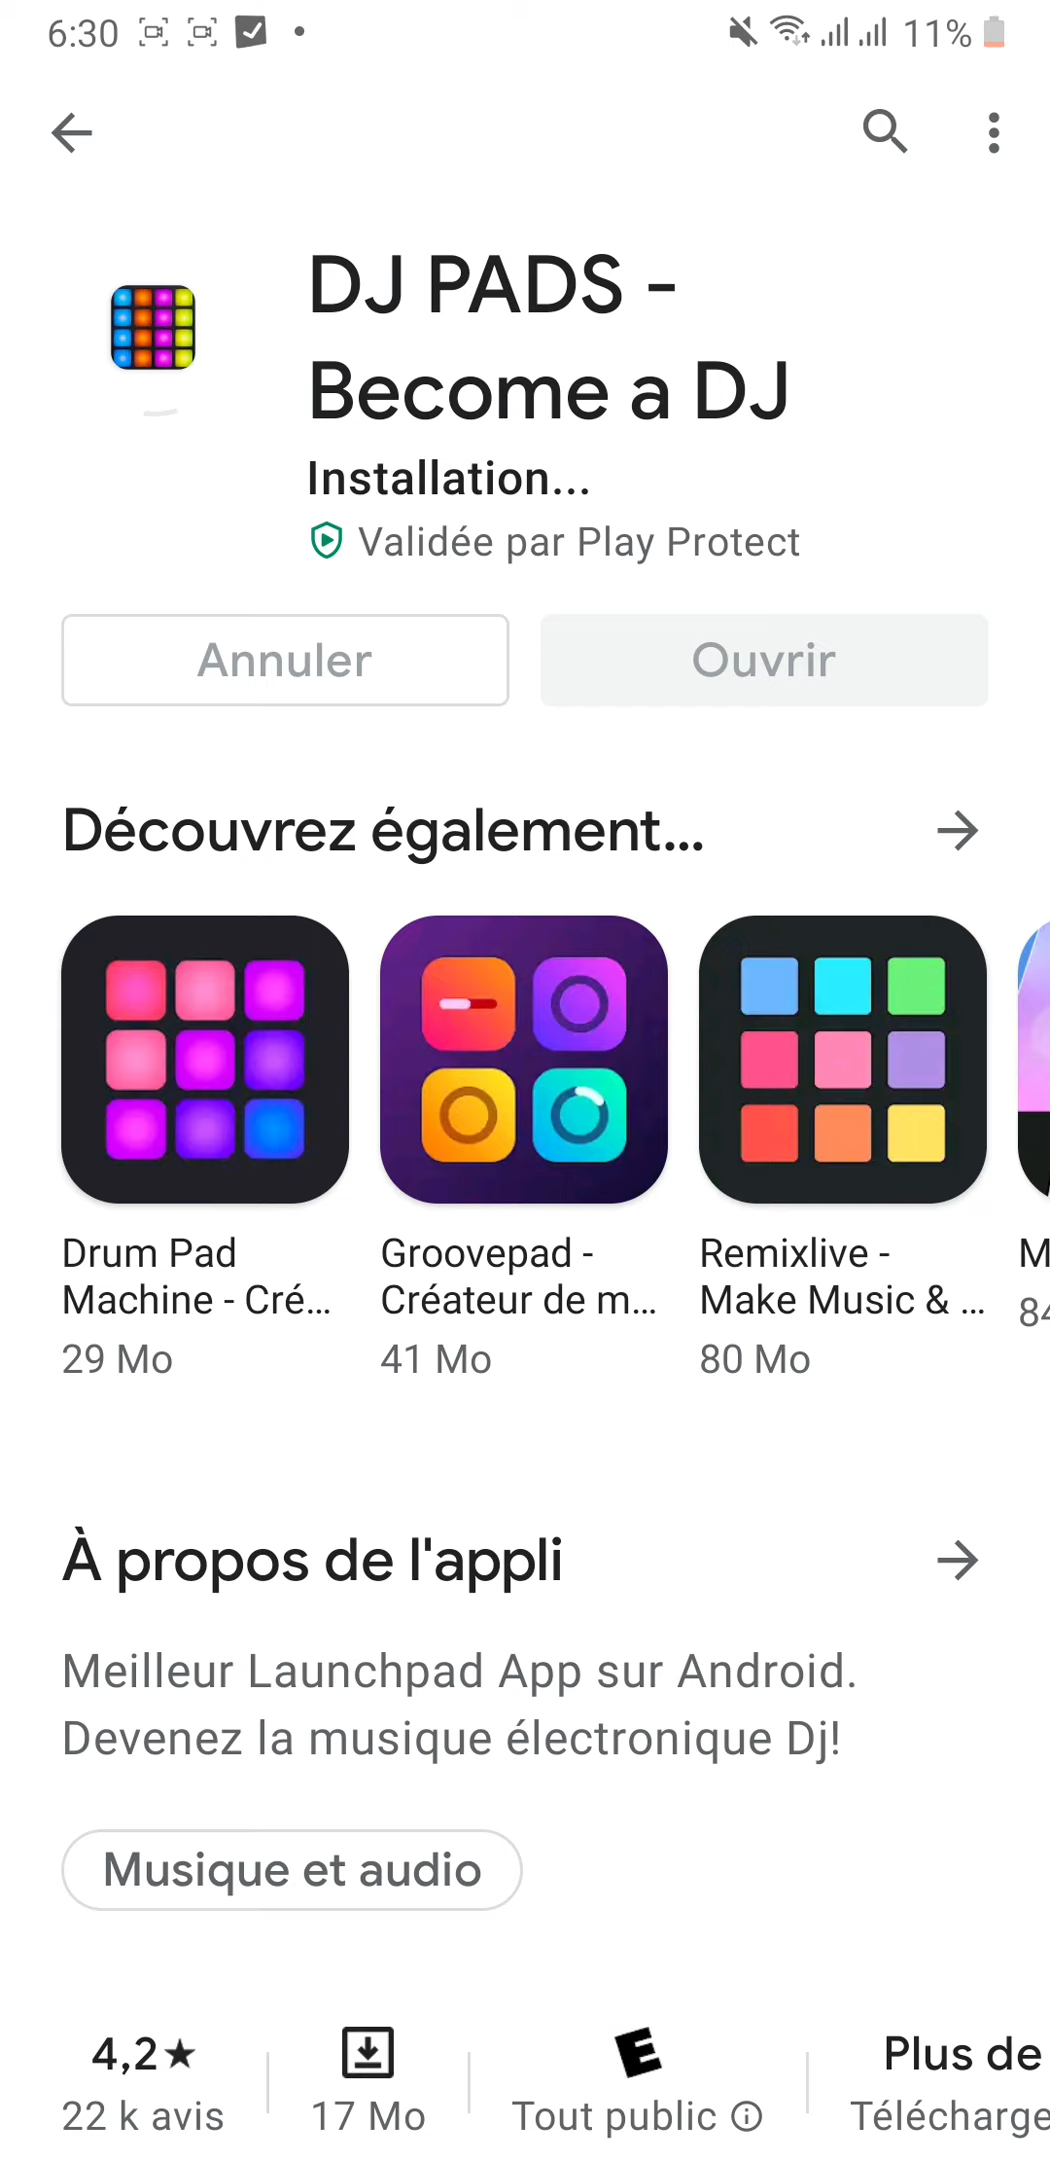 6:30 11%
DJ PADS -
Become a DJ
Installation...
Validée par Play Protect
Annuler Ouvrir
Découvrez également...
Drum Pad
Machine - Cré...
29 Mo
Groovepad -
Créateur de m...
41 Mo
Remixlive -
Make Music & ...
80 Mo
M
84
À propos de l'appli
Meilleur Launchpad App sur Android.
Devenez la musique électronique Dj!
Musique et audio
4,2★
22 k avis
17 Mo
E
Tout public
Plus de
Télécharge